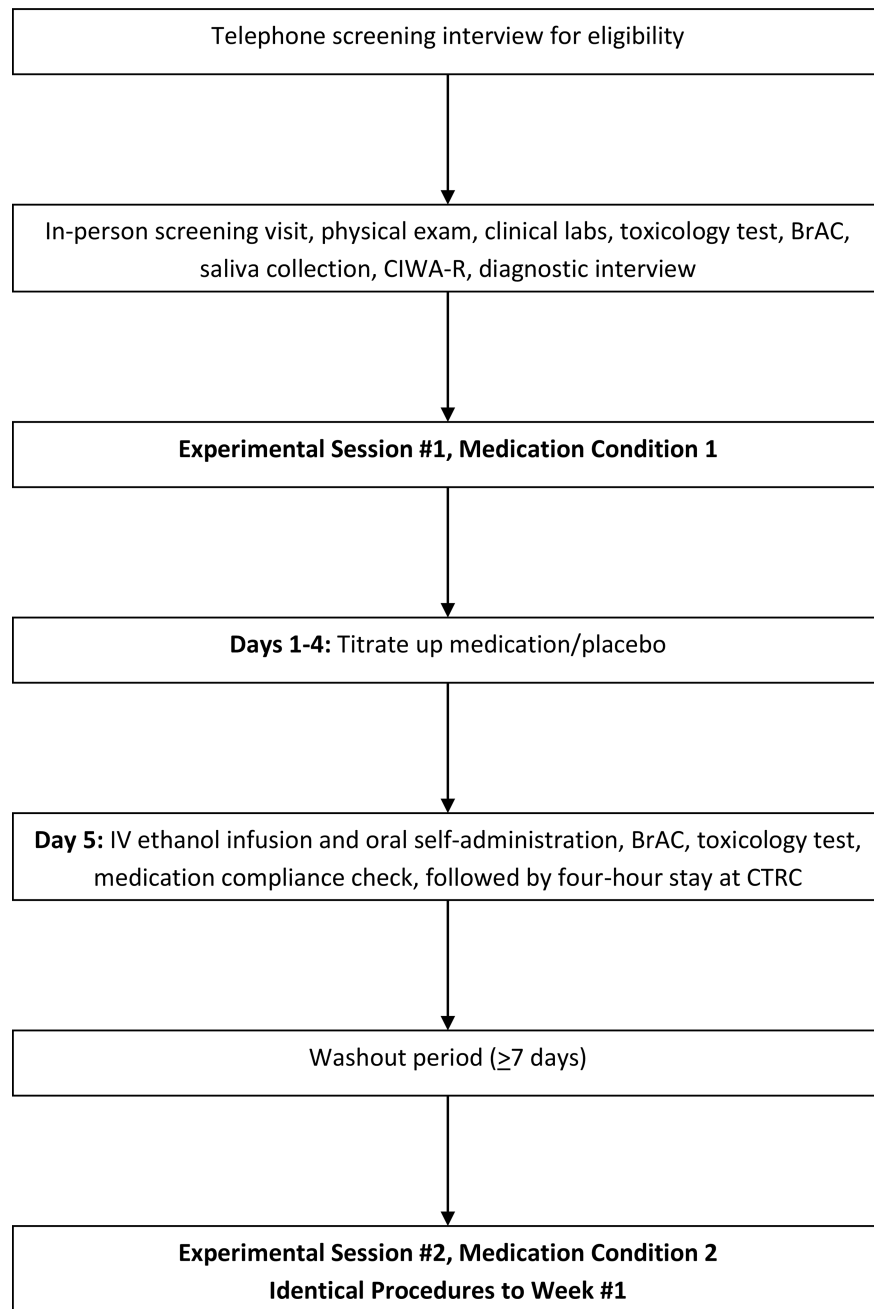 Telephone screening interview for eligibility
In-person screening visit, physical exam, clinical labs, toxicology test, BrAC,
saliva collection, CIWA-R, diagnostic interview
Experimental Session #1, Medication Condition 1
Days 1-4: Titrate up medication/placebo
Day 5: IV ethanol infusion and oral self-administration, BrAC, toxicology test,
medication compliance check, followed by four-hour stay at CTRC
Washout period (≥7 days)
Experimental Session #2, Medication Condition 2
Identical Procedures to Week #1